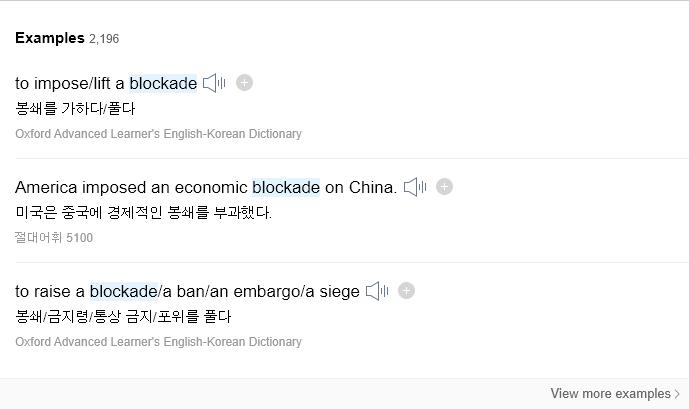 Examples 2,196
to impose/lift a blockade
봉쇄를 가하다/풀다
Oxford Advanced Learner's English-Korean Dictionary
America imposed an economic blockade on China.
미국은 중국에 경제적인 봉쇄를 부과했다.
절대어휘 5100
to raise a blockade/a ban/an embargo/a siege
봉쇄/금지령/통상 금지/포위를 풀다
Oxford Advanced Learner's English-Korean Dictionary
View more examples